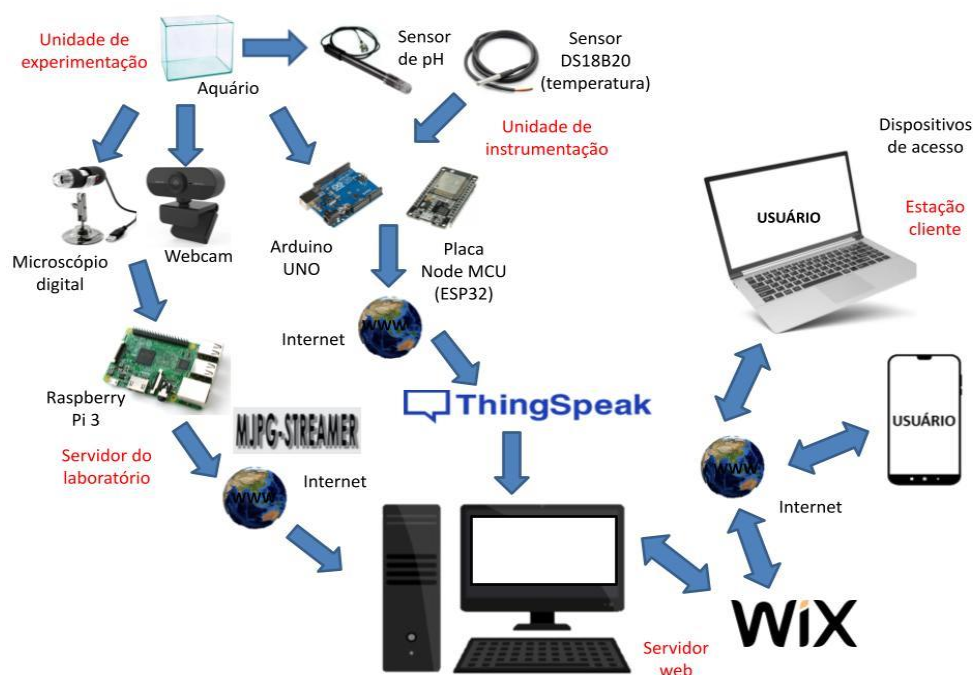 Unidade de
experimentação
Aquário
Sensor
de pH
Sensor
DS18B20
(temperatura)
Unidade de
instrumentação
Microscópio
digital
Webcam
Arduino
UNO
Placa
Node MCU
(ESP32)
Dispositivos
de acesso
USUÁRIO
Estação
cliente
www
Internet
Raspberry
Pi 3
Servidor do
laboratório
MJPG-STREAMER
ThingSpeak
www
Internet
www
Internet
USUÁRIO
WiX
Servidor
web